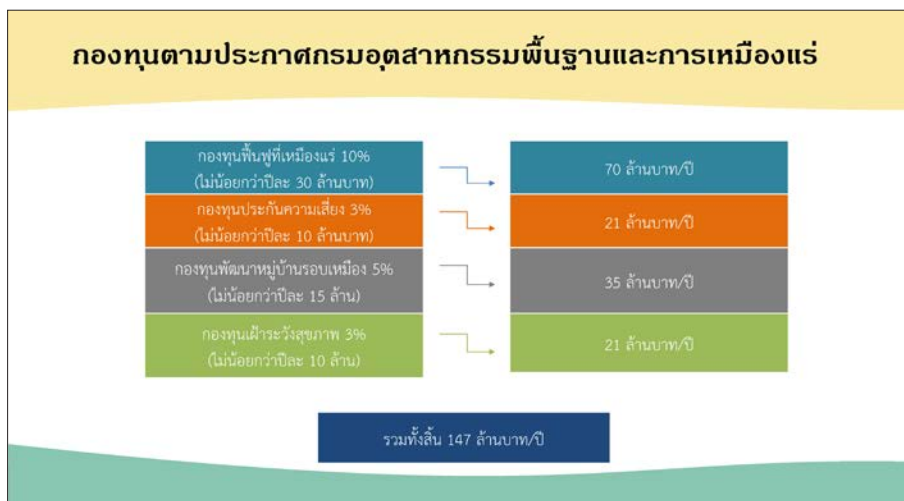 กองทุนตามประกาศกรมอุตสาหกรรมพื้นฐานและการเหมืองแร่
กองทุนฟื้นฟูที่เหมืองแร่ 10%
(ไม่น้อยกว่าปีละ 30 ล้านบาท)
70 ล้านบาท/ปี
กองทุนประกันความเสี่ยง 3%
(ไม่น้อยกว่าปีละ 10 ล้านบาท)
21 ล้านบาท/ปี
กองทุนพัฒนาหมู่บ้านรอบเหมือง 5%
(ไม่น้อยกว่าปีละ 15 ล้าน)
35 ล้านบาท/ปี
กองทุนเฝ้าระวังสุขภาพ 3%
(ไม่น้อยกว่าปีละ 10 ล้าน)
21 ล้านบาท/ปี
รวมทั้งสิ้น 147 ล้านบาท/ปี